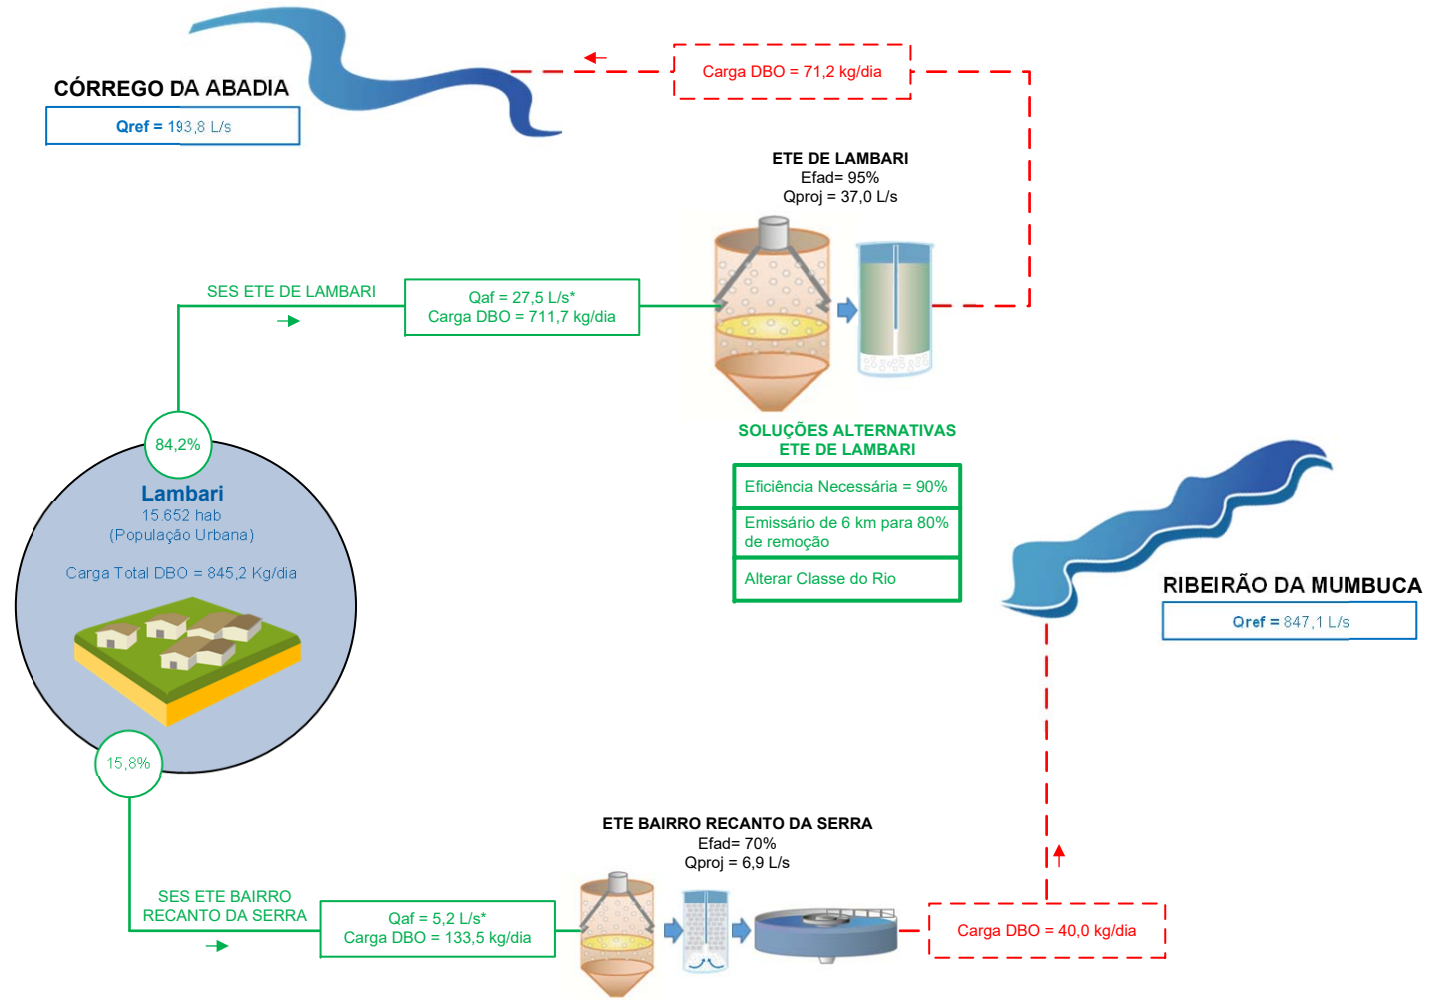 CÓRREGO DA ABADIA
Qref = 193,8 L/s
Carga DBO = 71,2 kg/dia
ETE DE LAMBARI
Efad= 95%
Qproj = 37,0 L/s
SES ETE DE LAMBARI
Qaf = 27,5 L/s*
Carga DBO = 711,7 kg/dia
84,2%
Lambari
15.652 hab
(População Urbana)
Carga Total DBO = 845,2 Kg/dia
SOLUÇÕES ALTERNATIVAS
ETE DE LAMBARI
Eficiência Necessária = 90%
Emissário de 6 km para 80%
de remoção
Alterar Classe do Rio
RIBEIRÃO DA MUMBUCA
Qref = 847,1 L/s
15,8%
ETE BAIRRO RECANTO DA SERRA
Efad= 70%
Qproj = 6,9 L/s
SES ETE BAIRRO
RECANTO DA SERRA
Qaf = 5,2 L/s*
Carga DBO = 133,5 kg/dia
Carga DBO = 40,0 kg/dia